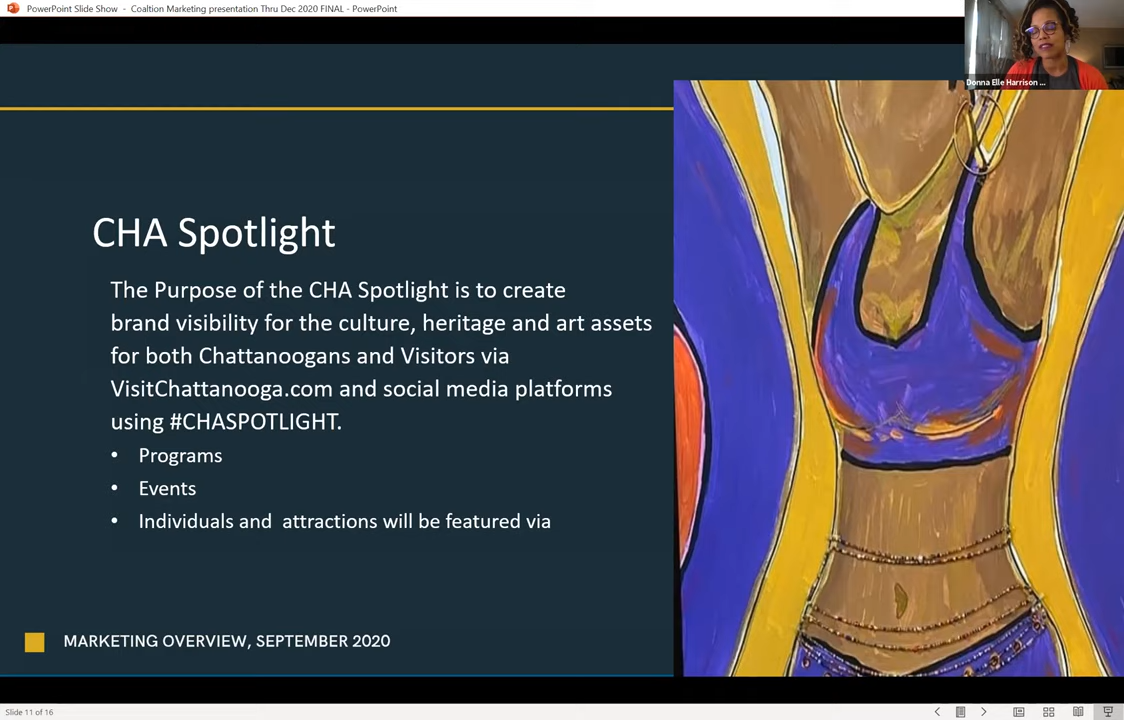 PowerPoint Slide Show - Coaltion Marketing presentation Thru Dec 2020 FINAL - PowerPoint
Donna Elle Harrison ...
CHA Spotlight
The Purpose of the CHA Spotlight is to create
brand visibility for the culture, heritage and art assets
for both Chattanoogans and Visitors via
VisitChattanooga.com and social media platforms
using #CHASPOTLIGHT.
• Programs
• Events
• Individuals and  attractions will be featured via
MARKETING OVERVIEW, SEPTEMBER 2020
Slide 11 of 16